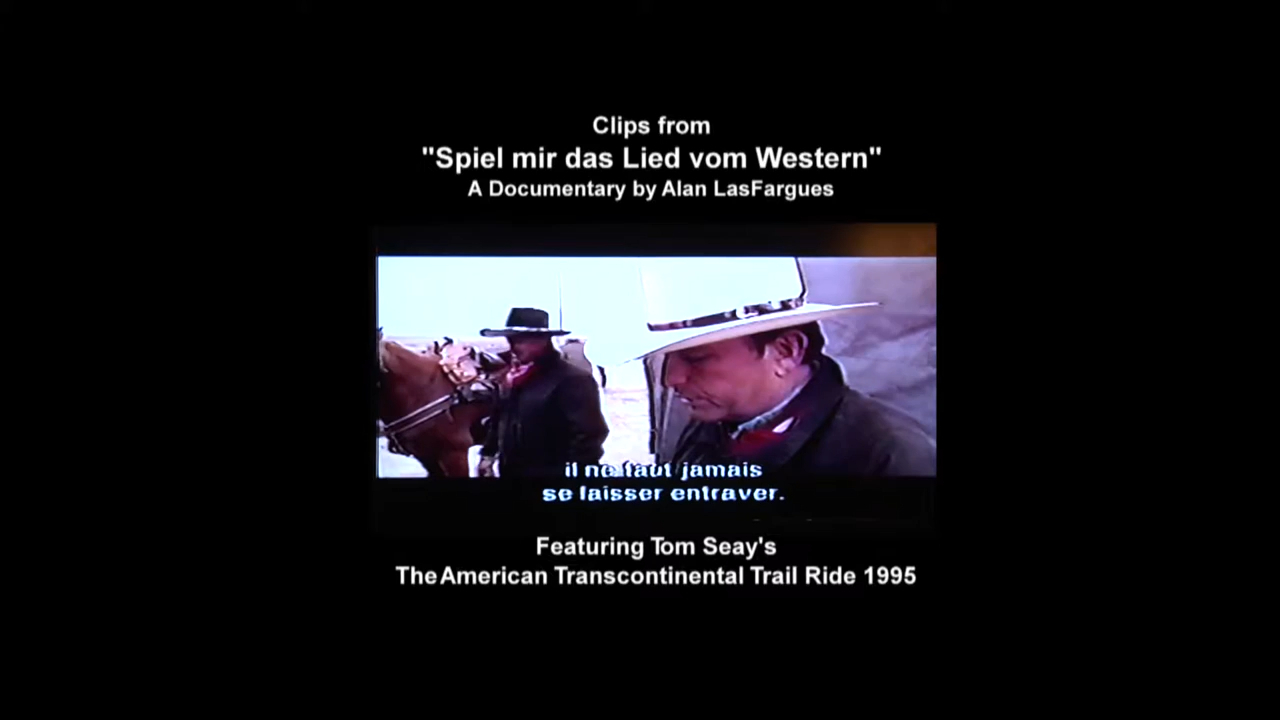 Clips from
"Spiel mir das Lied vom Western"
A Documentary by Alan LasFargues
il ne faut jamais
se laisser entraver.
Featuring Tom Seay's
The American Transcontinental Trail Ride 1995